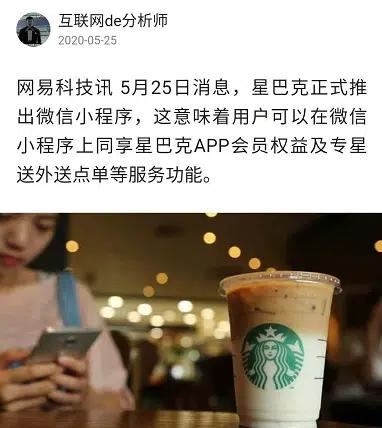 互联网de分析师
2020-05-25
网易科技讯 5月25日消息，星巴克正式推
出微信小程序，这意味着用户可以在微信
小程序上同享星巴克APP会员权益及专星
送外送点单等服务功能。